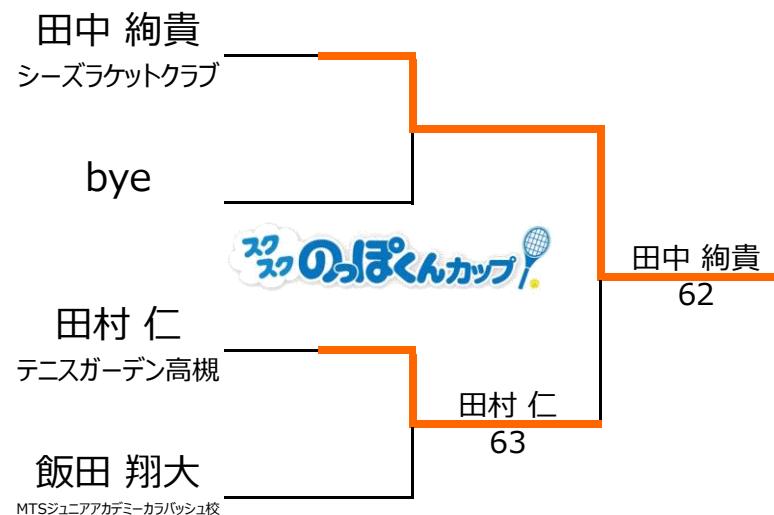 田中 絢貴
シーズラケットクラブ
bye
スクスク のっぽくんカップ
田中 絢貴
62
田村 仁
テニスガーデン高槻
田村 仁
63
飯田 翔大
MTSジュニアアカデミーカラバッシュ校